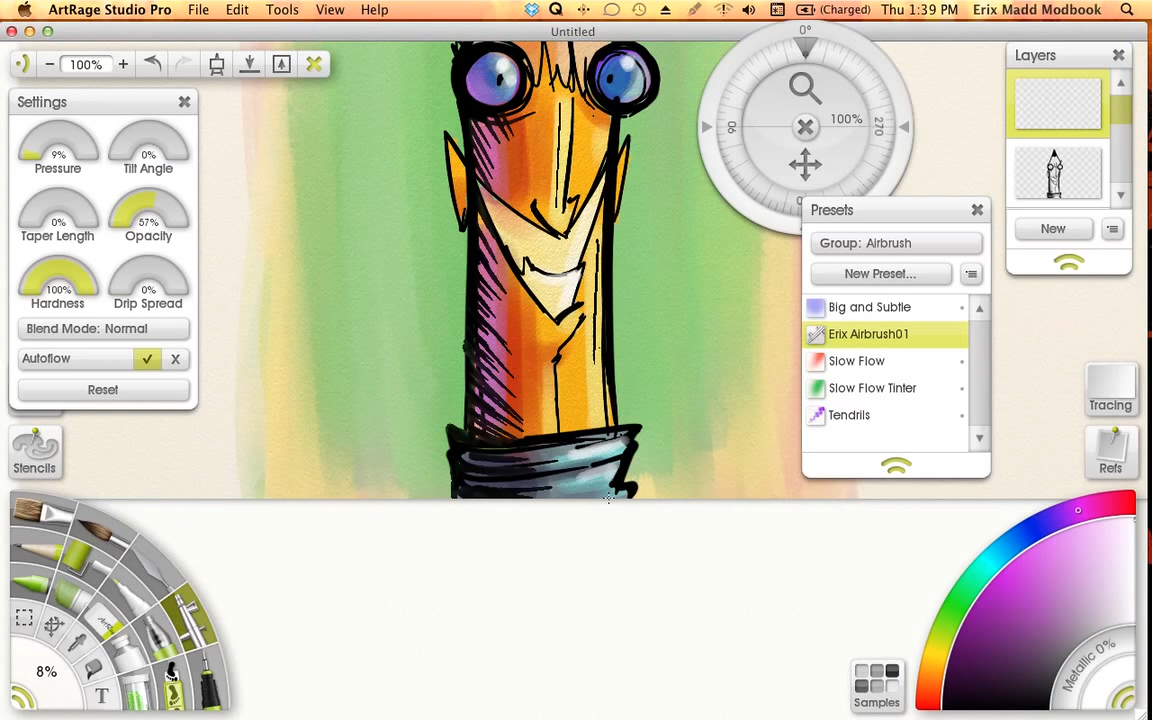 ArtRage Studio Pro File Edit Tools View Help (Charged) Thu 1:39 PM Erix Madd Modbook
Untitled
100%
Settings
9% 0%
Pressure Tilt Angle
0% 57%
Taper Length Opacity
100% 0%
Hardness Drip Spread
Blend Mode: Normal
Autoflow X
Reset
Stencils
8%
T
0°
100%
90
270
Presets
Group: Airbrush
New Preset...
Big and Subtle
Erix Airbrush01
Slow Flow
Slow Flow Tinter
Tendrils
Layers
New
Tracing
Refs
Samples
Metallic 0%